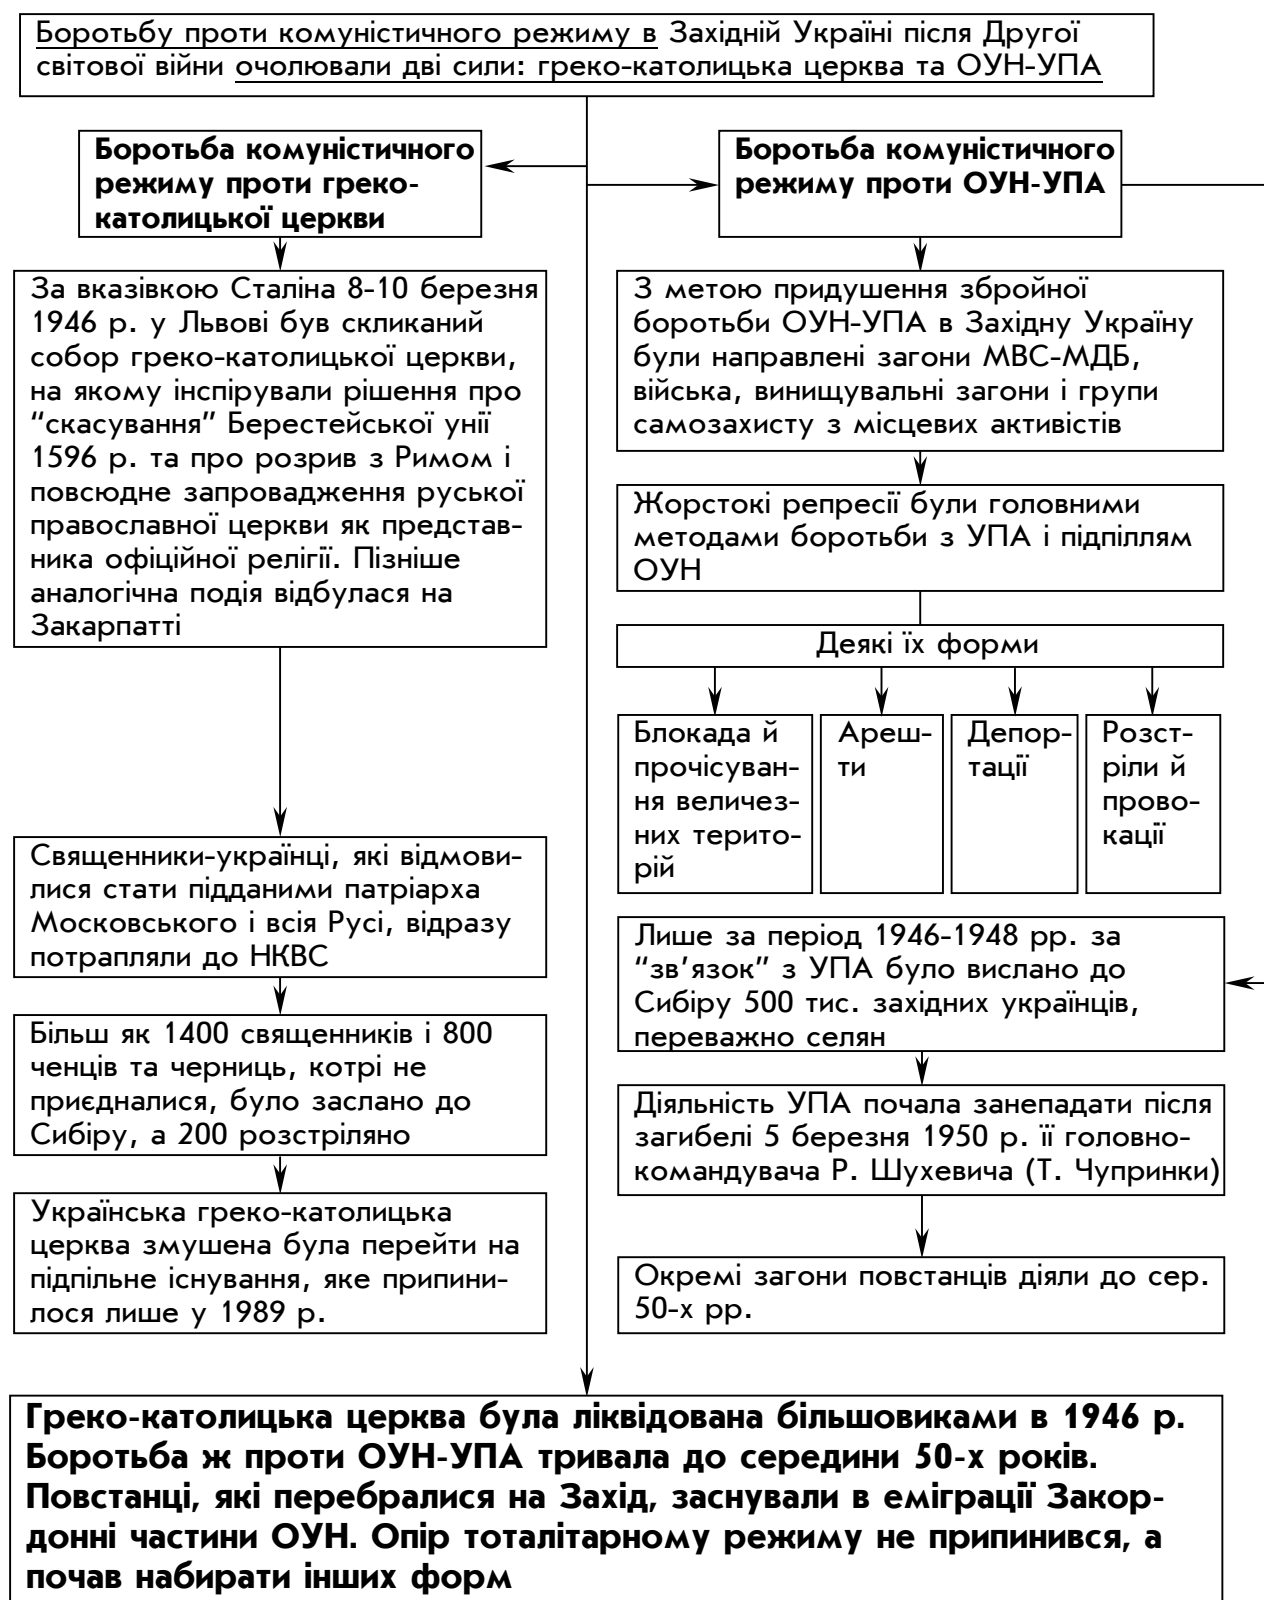 Боротьбу проти комуністичного режиму в Західній Україні після Другої
світової війни очолювали дві сили: греко-католицька церква та ОУН-УПА
Боротьба комуністичного
режиму проти греко-
католицької церкви
За вказівкою Сталіна 8-10 березня
1946 р. у Львові був скликаний
собор греко-католицької церкви,
на якому інспірували рішення про
“скасування” Берестейської унії
1596 р. та про розрив з Римом і
повсюдне запровадження руської
православної церкви як представ-
ника офіційної релігії. Пізніше
аналогічна подія відбулася на
Закарпатті
Священники-українці, які відмови-
лися стати підданими патріарха
Московського і всія Русі, відразу
потрапляли до НКВС
Більш як 1400 священників і 800
ченців та черниць, котрі не
приєдналися, було заслано до
Сибіру, а 200 розстріляно
Українська греко-католицька
церква змушена була перейти на
підпільне існування, яке припини-
лося лише у 1989 р.
Боротьба комуністичного
режиму проти ОУН-УПА
З метою придушення збройної
боротьби ОУН-УПА в Західну Україну
були направлені загони МВС-МДБ,
війська, винищувальні загони і групи
самозахисту з місцевих активістів
Жорстокі репресії були головними
методами боротьби з УПА і підпіллям
ОУН
Деякі їх форми
Блокада й
прочісуван-
ня величез-
них терито-
рій
Ареш-
ти
Депор-
тації
Розст-
ріли й
прово-
кації
Лише за період 1946-1948 рр. за
“зв’язок” з УПА було вислано до
Сибіру 500 тис. західних українців,
переважно селян
Діяльність УПА почала занепадати після
загибелі 5 березня 1950 р. її головно-
командувача Р. Шухевича (Т. Чупринки)
Окремі загони повстанців діяли до сер.
50-х рр.
Греко-католицька церква була ліквідована більшовиками в 1946 р.
Боротьба ж проти ОУН-УПА тривала до середини 50-х років.
Повстанці, які перебралися на Захід, заснували в еміграції Закор-
донні частини ОУН. Опір тоталітарному режиму не припинився, а
почав набирати інших форм